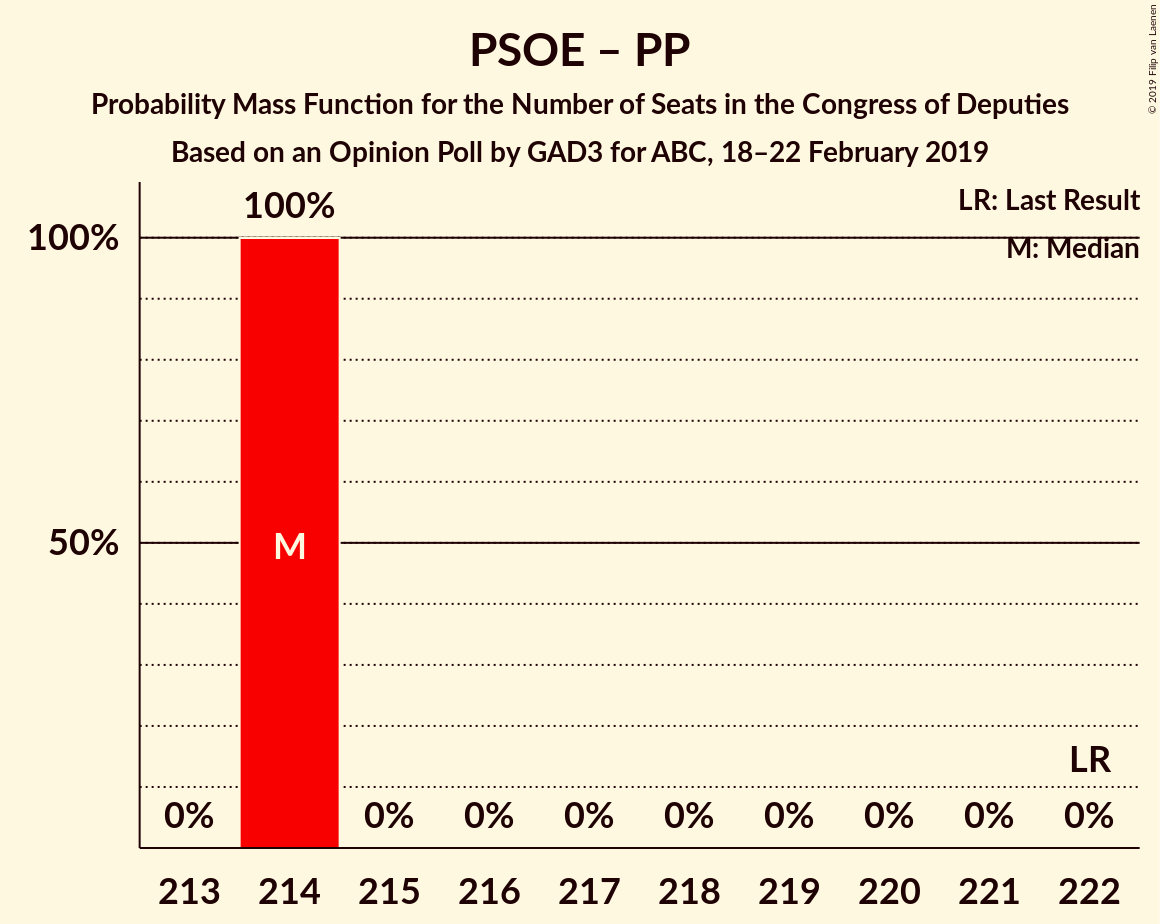 PSOE – PP
Probability Mass Function for the Number of Seats in the Congress of Deputies
Based on an Opinion Poll by GAD3 for ABC, 18–22 February 2019
© 2019 Filip van Laenen
LR: Last Result
M: Median
100%
100%
50%
M
LR
0% 0% 0% 0% 0% 0% 0% 0% 0%
213 214 215 216 217 218 219 220 221 222